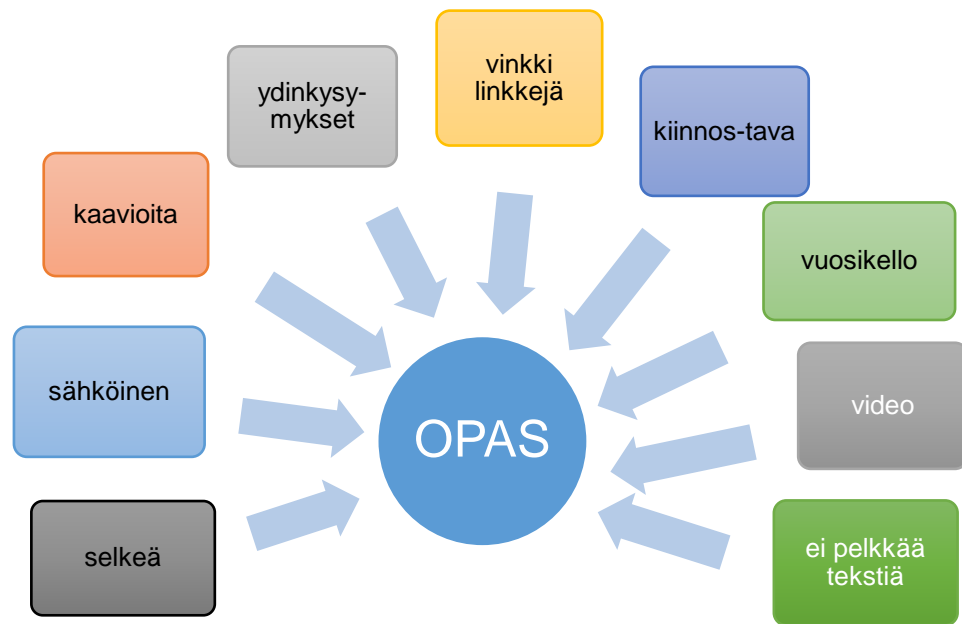 vinkki
linkkejä
ydinkysy-
mykset
kiinnos-tava
kaavioita
vuosikello
sähköinen
video
OPAS
selkeä
ei pelkkää
tekstiä